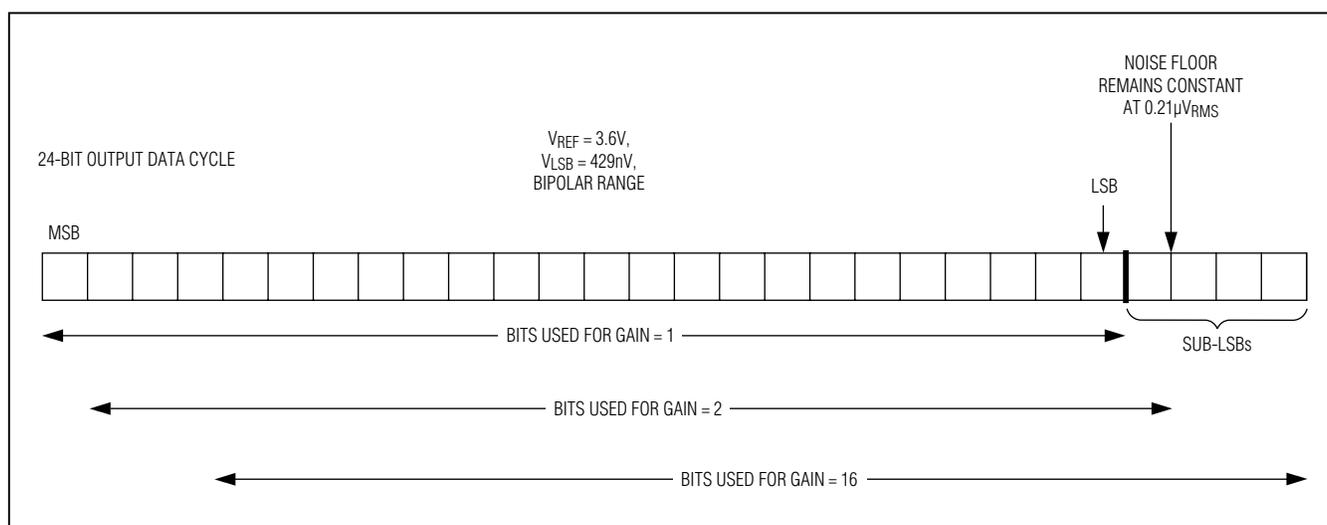 NOISE FLOOR
REMAINS CONSTANT
AT 0.21µVRMS
24-BIT OUTPUT DATA CYCLE
VREF = 3.6V,
VLSB = 429nV,
BIPOLAR RANGE
LSB
MSB
BITS USED FOR GAIN = 1
SUB-LSBs
BITS USED FOR GAIN = 2
BITS USED FOR GAIN = 16